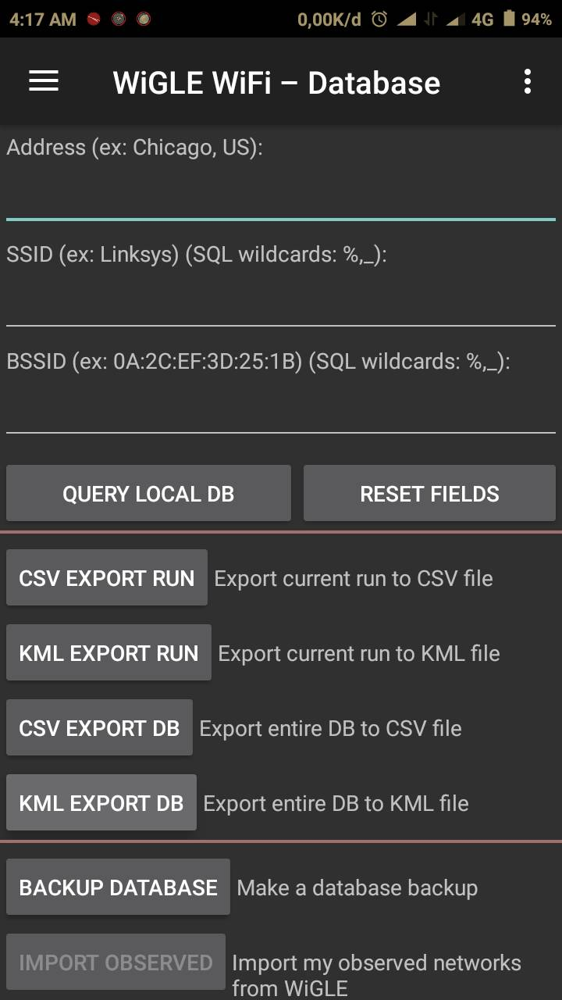 4:17 AM 0,00K/d 4G 94%
WiGLE WiFi – Database
Address (ex: Chicago, US):
SSID (ex: Linksys) (SQL wildcards: %,_):
BSSID (ex: 0A:2C:EF:3D:25:1B) (SQL wildcards: %,_):
QUERY LOCAL DB RESET FIELDS
CSV EXPORT RUN Export current run to CSV file
KML EXPORT RUN Export current run to KML file
CSV EXPORT DB Export entire DB to CSV file
KML EXPORT DB Export entire DB to KML file
BACKUP DATABASE Make a database backup
IMPORT OBSERVED Import my observed networks
from WiGLE